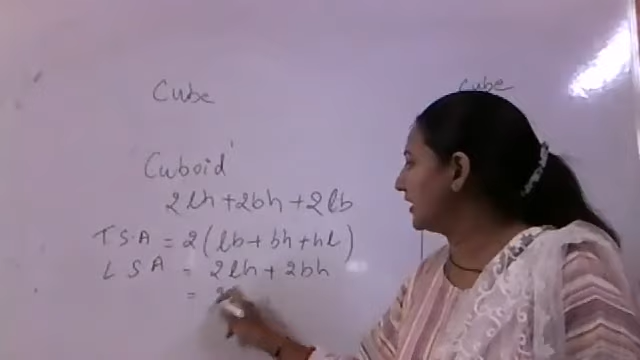 Cube
Cube
Cuboid
2lh + 2bh + 2lb
T S.A = 2 (lb + bh + hl)
L S A = 2lh + 2bh
=